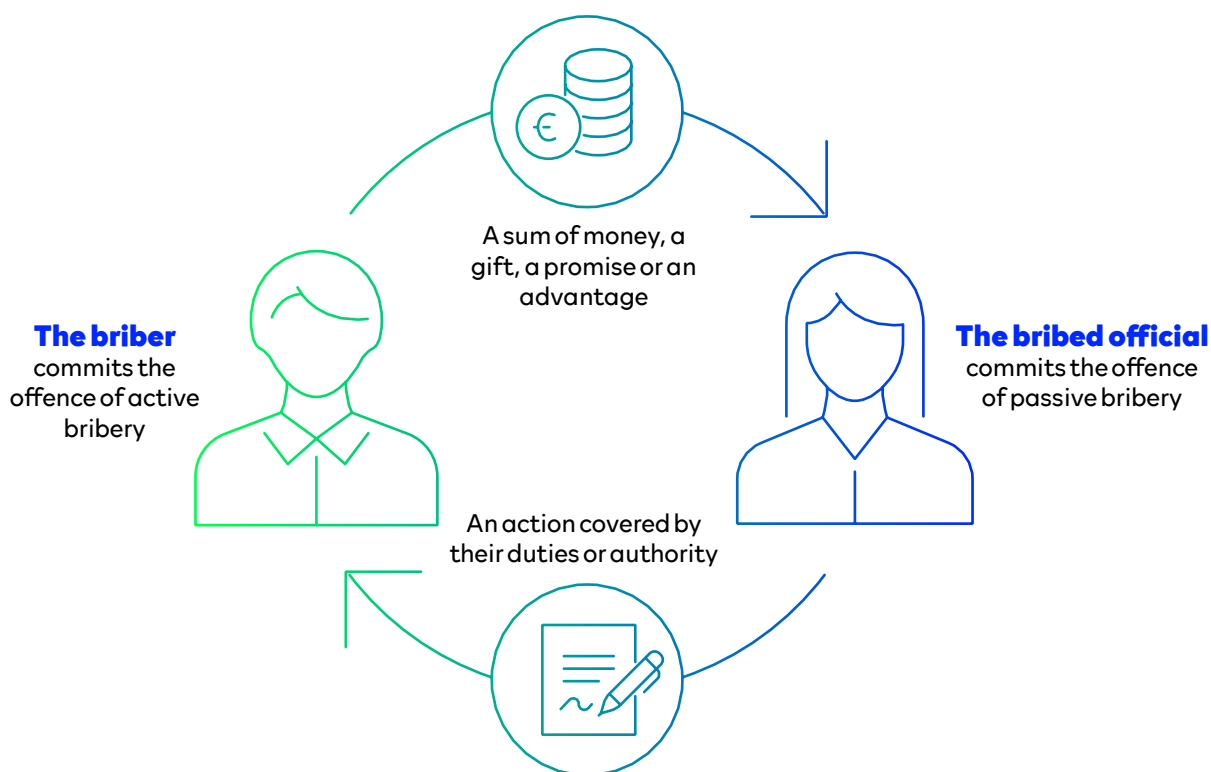 A sum of money, a
gift, a promise or an
advantage
The briber
commits the
offence of active
bribery
The bribed official
commits the offence
of passive bribery
An action covered by
their duties or authority